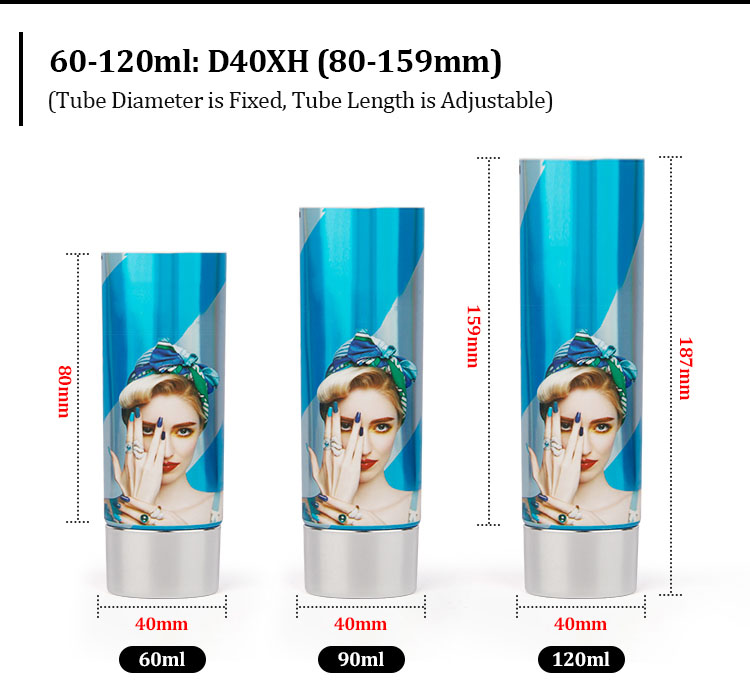 60-120ml: D40XH (80-159mm)
(Tube Diameter is Fixed, Tube Length is Adjustable)
80mm
159mm
187mm
40mm
40mm
40mm
60ml
90ml
120ml